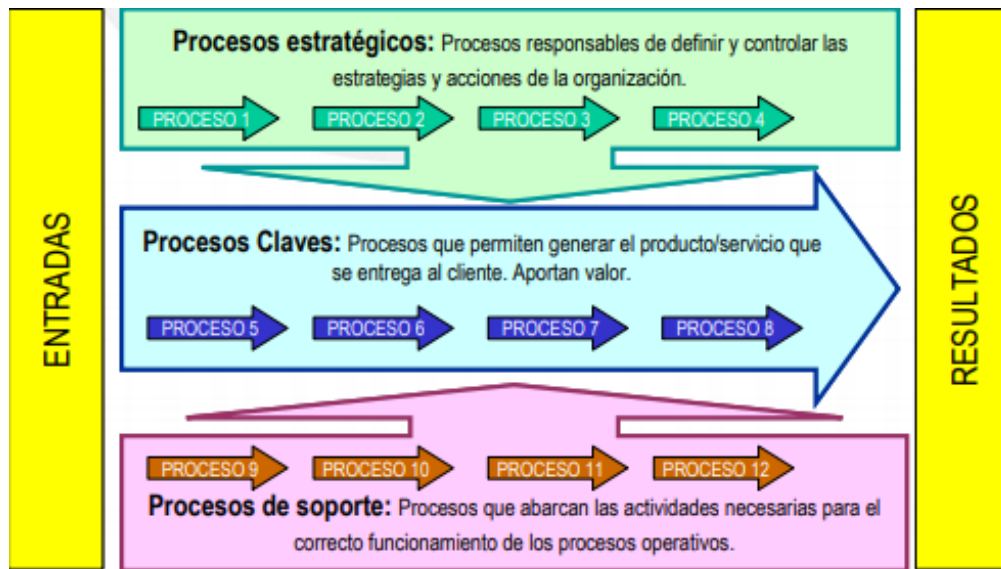 ENTRADAS
Procesos estratégicos: Procesos responsables de definir y controlar las
estrategias y acciones de la organización.
PROCESO 1
PROCESO 2
PROCESO 3
PROCESO 4
Procesos Claves: Procesos que permiten generar el producto/servicio que
se entrega al cliente. Aportan valor.
PROCESO 5
PROCESO 6
PROCESO 7
PROCESO 8
PROCESO 9
PROCESO 10
PROCESO 11
PROCESO 12
Procesos de soporte: Procesos que abarcan las actividades necesarias para el
correcto funcionamiento de los procesos operativos.
RESULTADOS